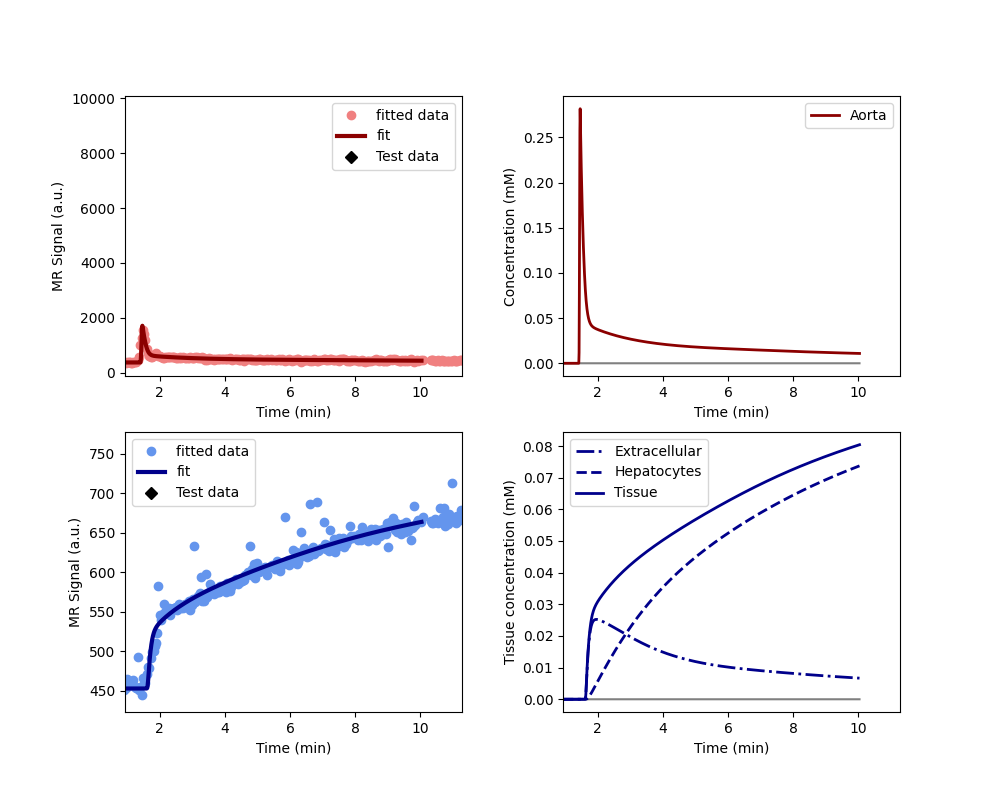 10000
8000
6000
4000
2000
0
MR Signal (a.u.)
fitted data
fit
Test data
2 4 6 8 10
Time (min)
0.25
0.20
0.15
0.10
0.05
0.00
Concentration (mM)
Aorta
2 4 6 8 10
Time (min)
750
700
650
600
550
500
450
MR Signal (a.u.)
fitted data
fit
Test data
2 4 6 8 10
Time (min)
0.08
0.07
0.06
0.05
0.04
0.03
0.02
0.01
0.00
Tissue concentration (mM)
Extracellular
Hepatocytes
Tissue
2 4 6 8 10
Time (min)